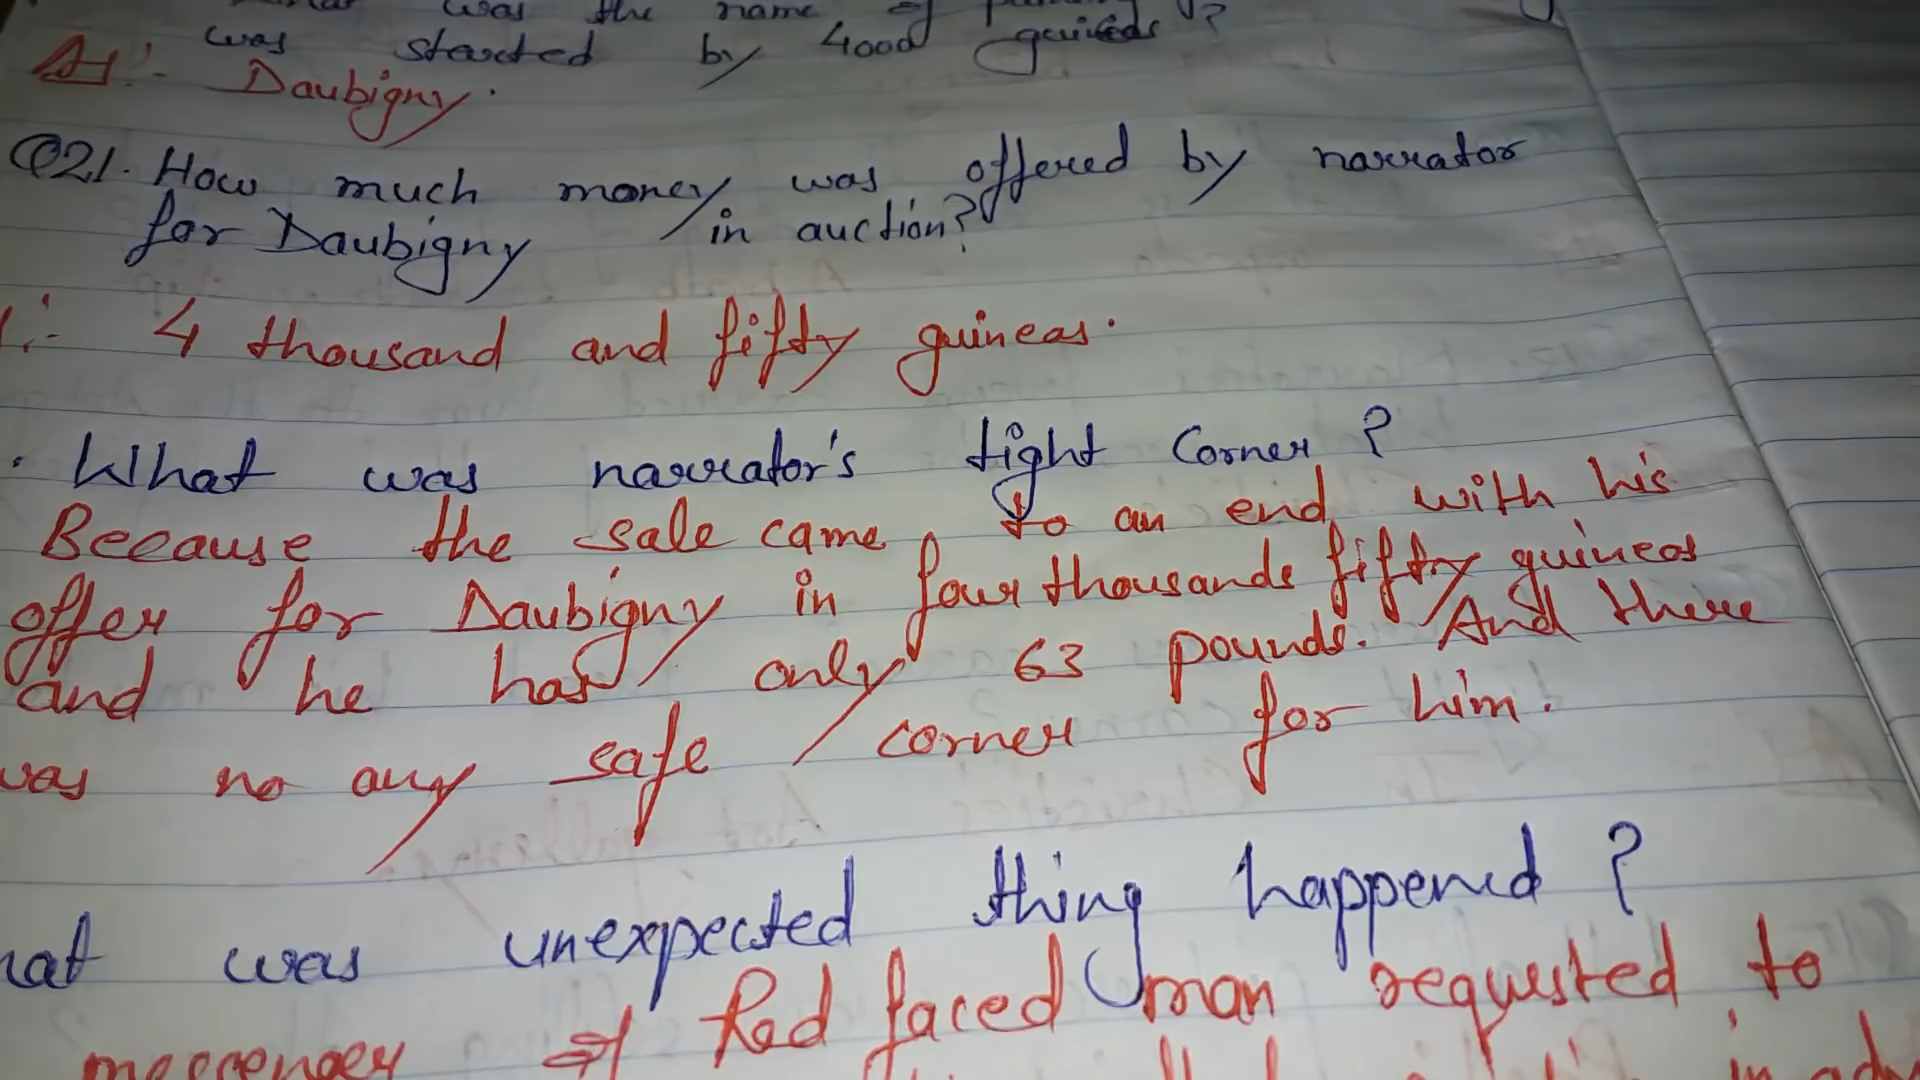 was the name of
was started by 4000 guineas ?
Daubigny.
Q21. How much money was offered by narrator
for Daubigny in auction?
4 thousand and fifty guineas.
. What was narrator's tight Corner ?
Because the sale came to an end with his
offer for Daubigny in four thousands fifty guineas
and he has only 63 pounds. And there
was no any safe corner for him.
hat was unexpected thing happened ?
messenger of Red faced man requested to